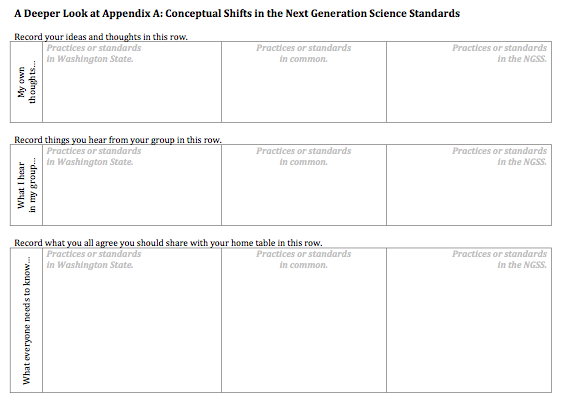 A Deeper Look at Appendix A: Conceptual Shifts in the Next Generation Science Standards
Record your ideas and thoughts in this row.
My own
thoughts...
Practices or standards
in Washington State.
Practices or standards
in common.
Practices or standards
in the NGSS.
Record things you hear from your group in this row.
What I hear
in my group...
Practices or standards
in Washington State.
Practices or standards
in common.
Practices or standards
in the NGSS.
Record what you all agree you should share with your home table in this row.
What everyone needs to know...
Practices or standards
in Washington State.
Practices or standards
in common.
Practices or standards
in the NGSS.